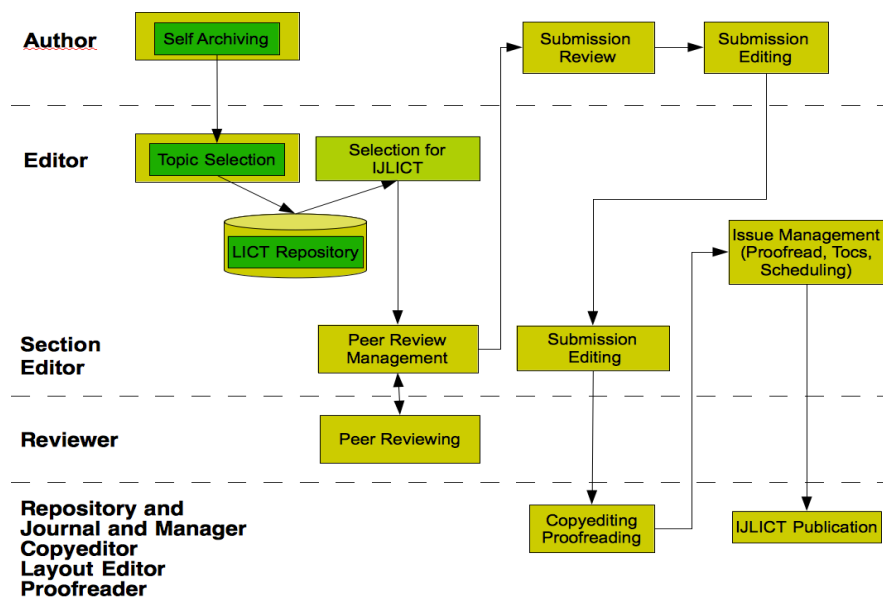 Author
Self Archiving
Submission
Review
Submission
Editing
Editor
Topic Selection
Selection for
IJLICT
LICT Repository
Issue Management
(Proofread, Tocs,
Scheduling)
Section
Editor
Peer Review
Management
Submission
Editing
Reviewer
Peer Reviewing
Repository and
Journal and Manager
Copyeditor
Layout Editor
Proofreader
Copyediting
Proofreading
IJLICT Publication